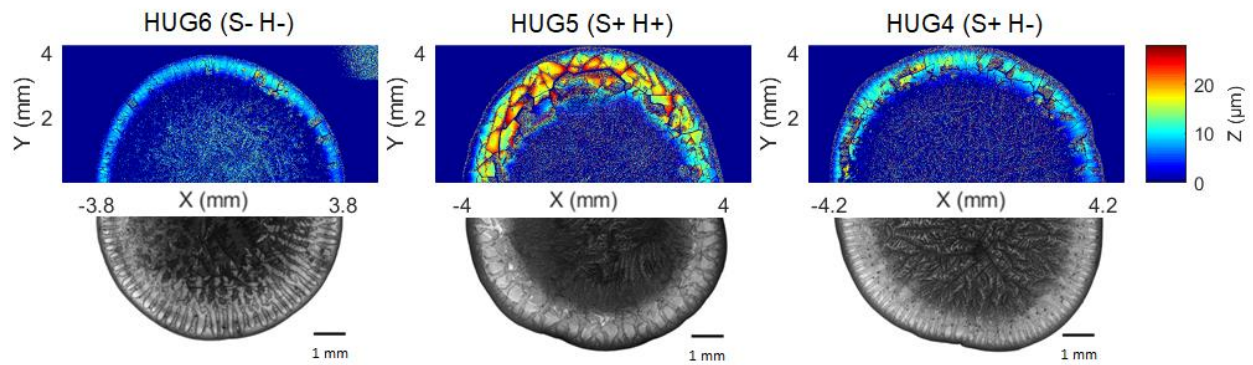 HUG6 (S- H-)
HUG5 (S+ H+)
HUG4 (S+ H-)
4
2
Y (mm)
4
2
Y (mm)
4
2
Y (mm)
20
10
0
Z (µm)
-3.8
X (mm)
3.8
-4
X (mm)
4
-4.2
X (mm)
4.2
1 mm
1 mm
1 mm